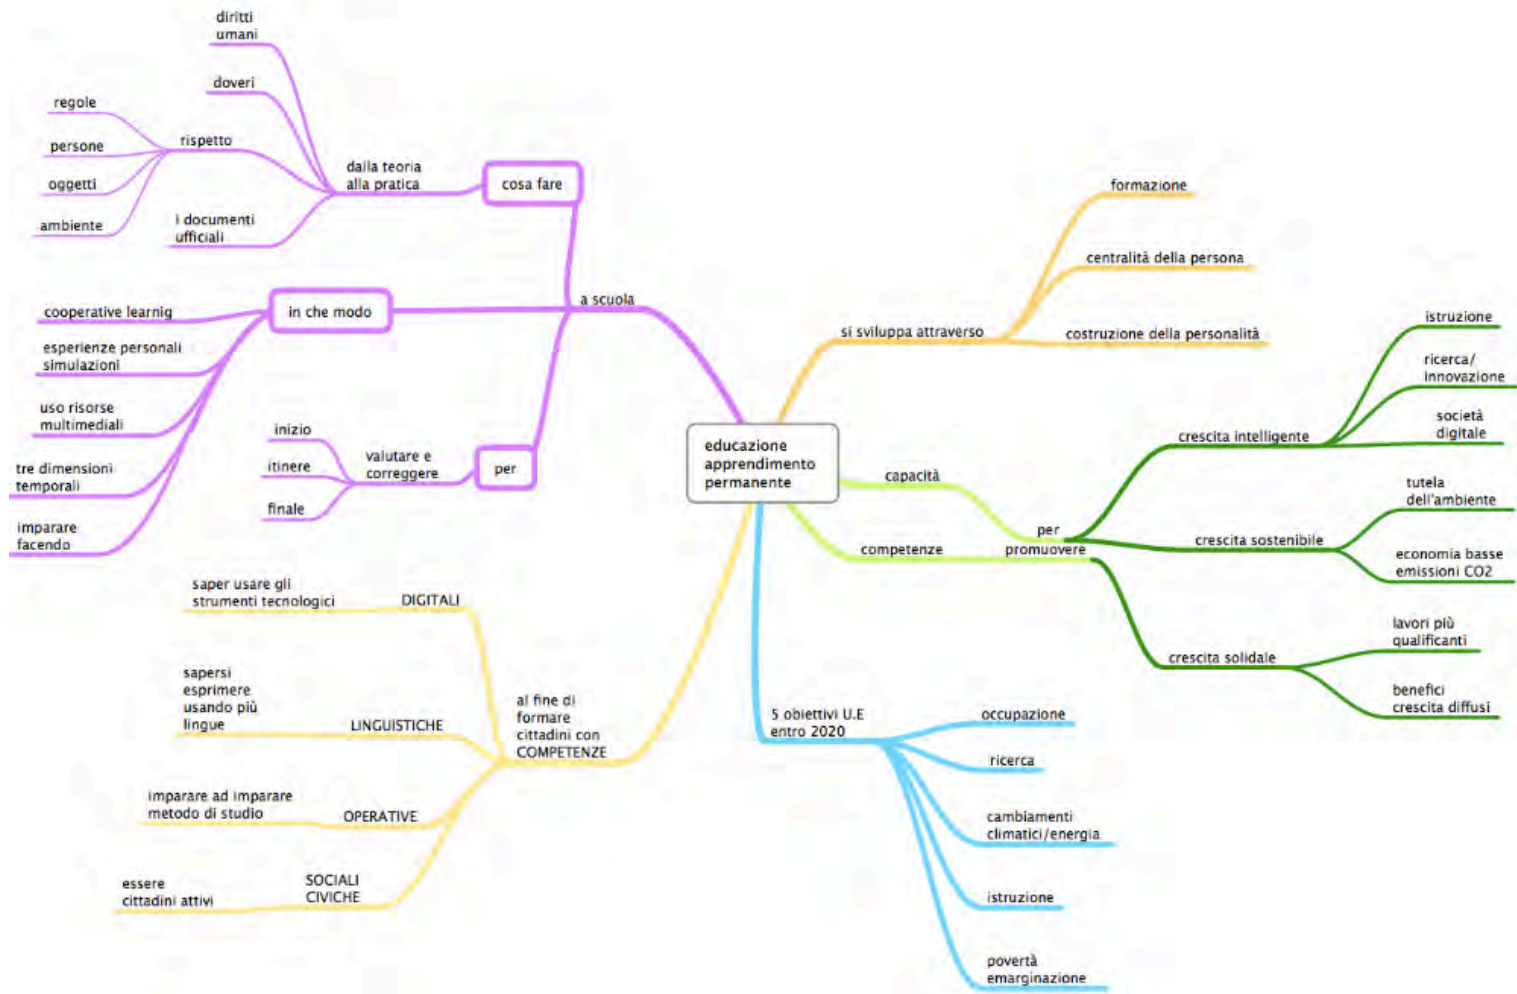 diritti
umani
doveri
regole
persone
oggetti
ambiente
rispetto
i documenti
ufficiali
dalla teoria
alla pratica
cosa fare
cooperative learnig
esperienze personali
simulazioni
uso risorse
multimediali
tre dimensioni
temporali
imparare
facendo
in che modo
a scuola
inizio
itinere
finale
valutare e
correggere
per
educazione
apprendimento
permanente
si sviluppa attraverso
formazione
centralità della persona
costruzione della personalità
capacità
competenze
per
promuovere
crescita intelligente
istruzione
ricerca/
innovazione
società
digitale
crescita sostenibile
tutela
dell'ambiente
economia basse
emissioni CO2
crescita solidale
lavori più
qualificanti
benefici
crescita diffusi
5 obiettivi U.E
entro 2020
occupazione
ricerca
cambiamenti
climatici/energia
istruzione
povertà
emarginazione
al fine di
formare
cittadini con
COMPETENZE
DIGITALI
saper usare gli
strumenti tecnologici
LINGUISTICHE
sapersi
esprimere
usando più
lingue
OPERATIVE
imparare ad imparare
metodo di studio
SOCIALI
CIVICHE
essere
cittadini attivi